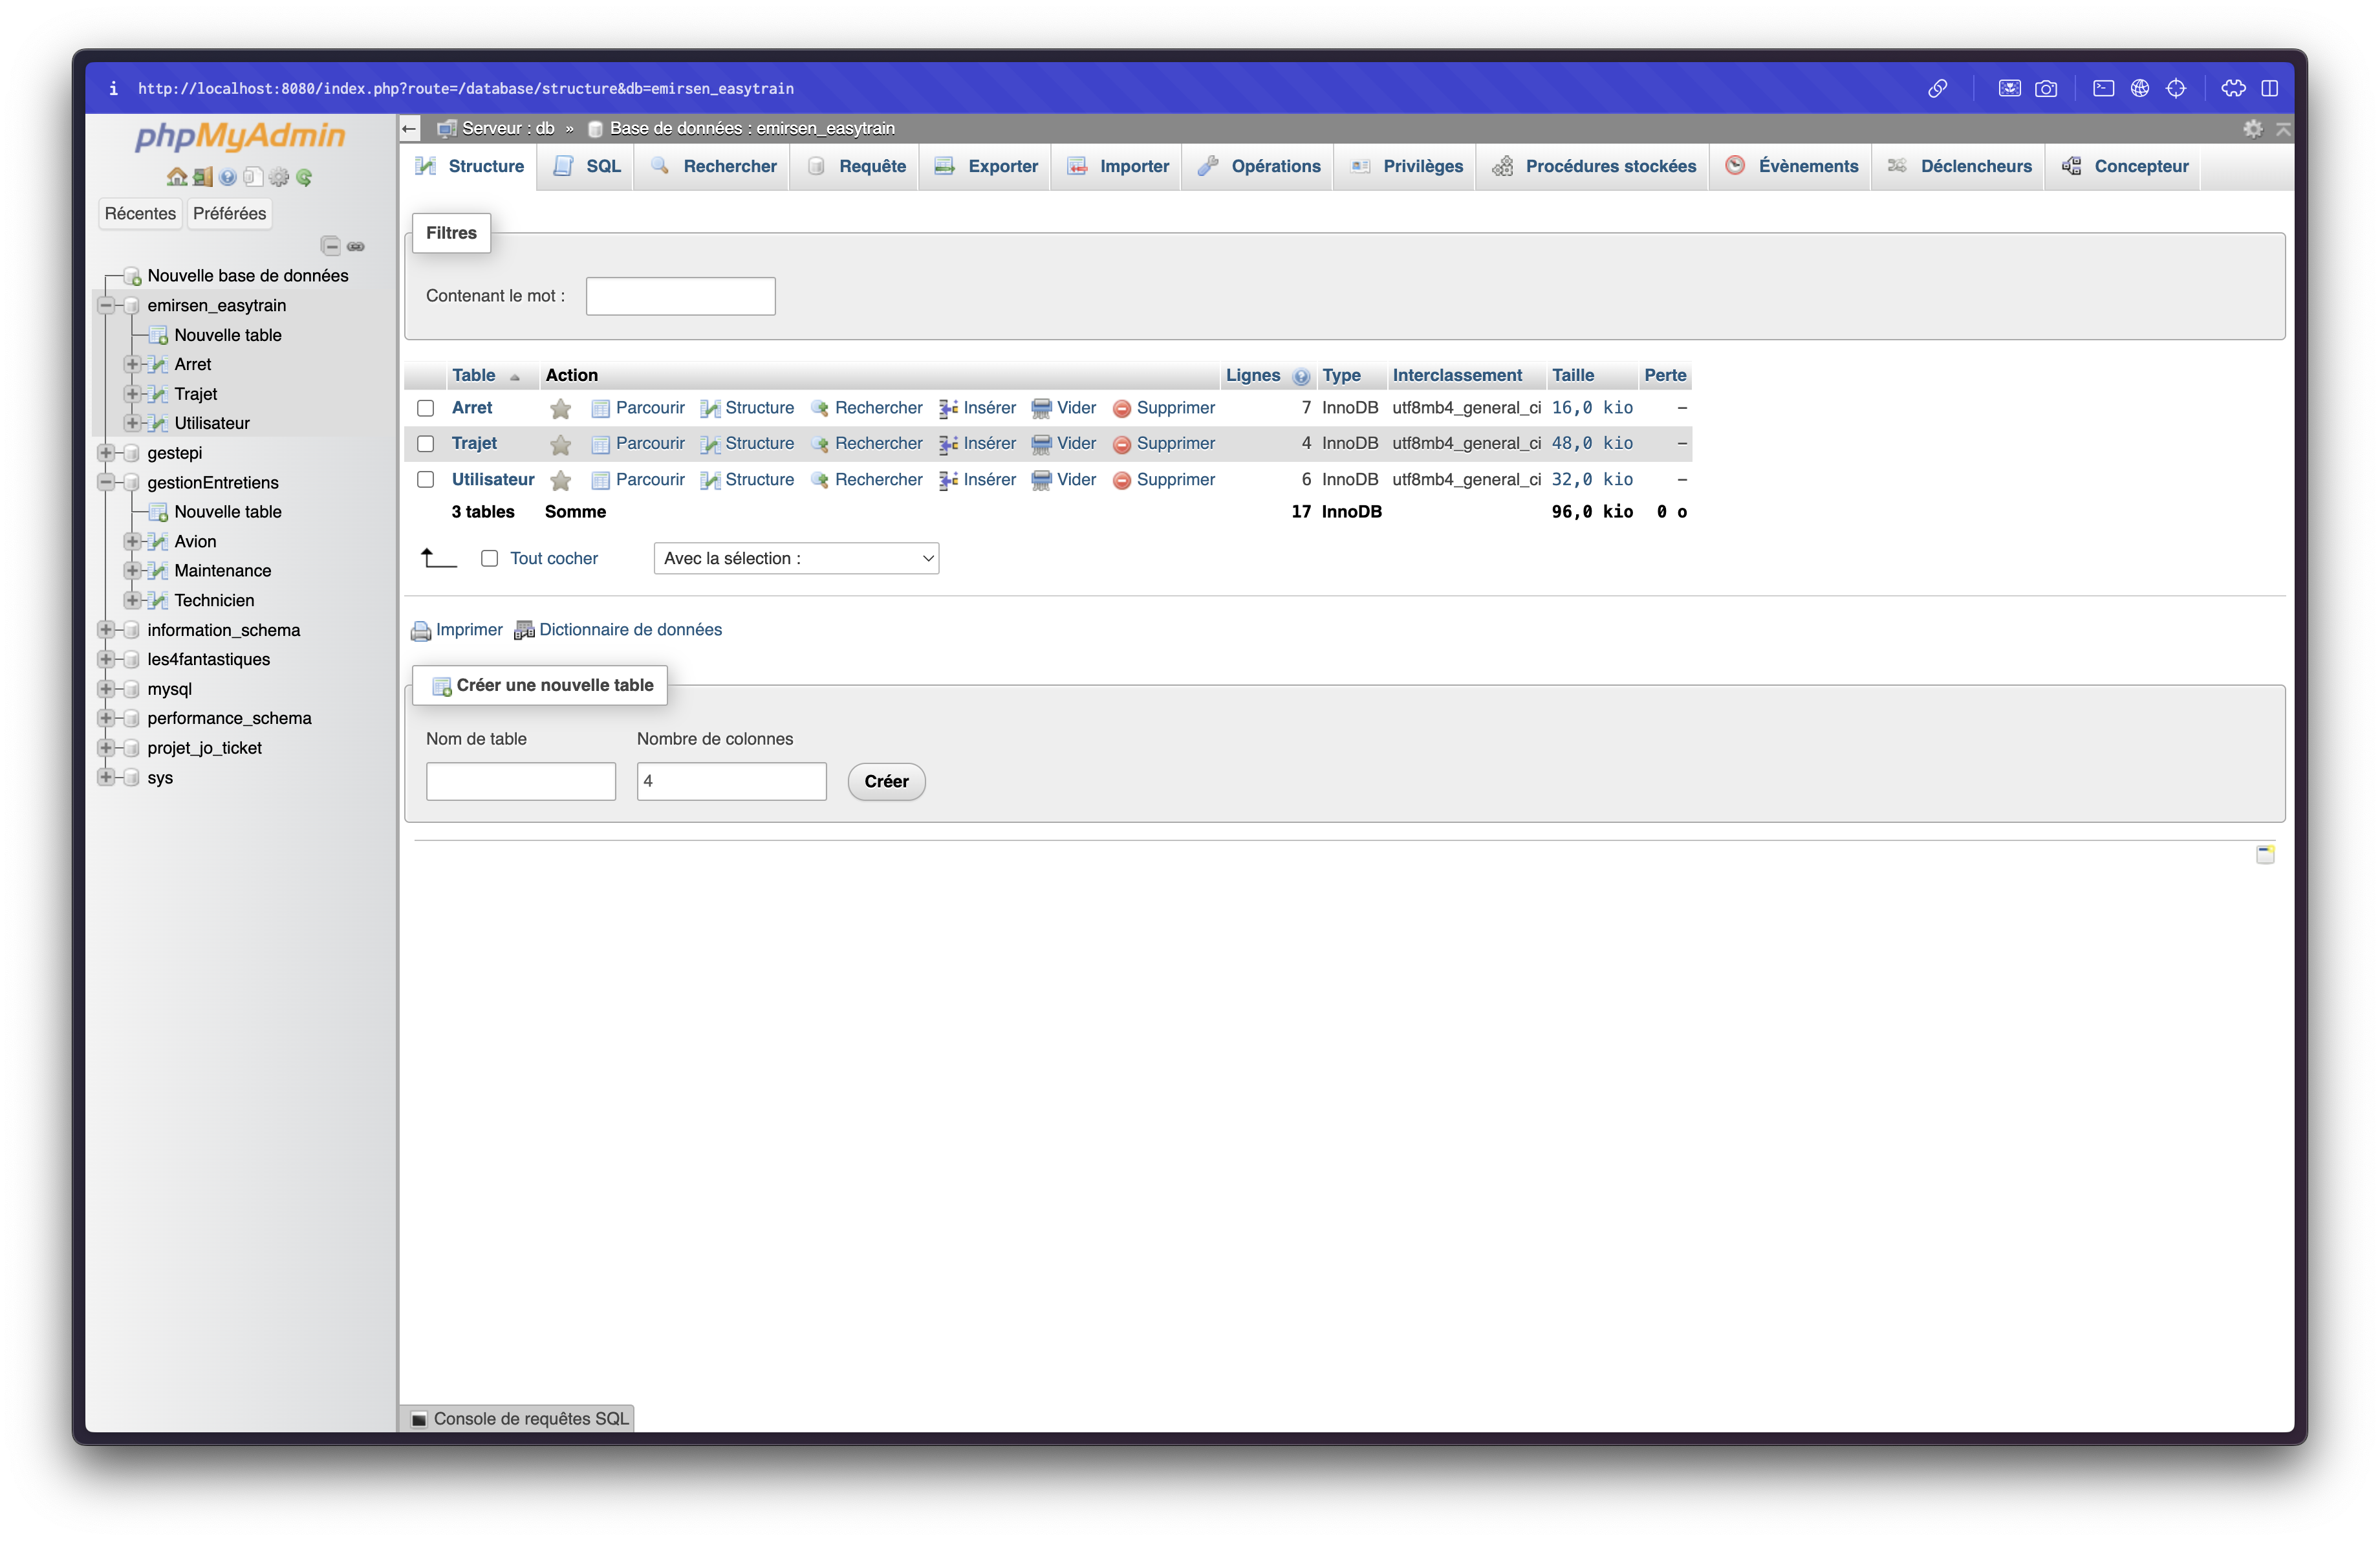 i http://localhost:8080/index.php?route=/database/structure&db=emirsen_easytrain
phpMyAdmin
Récentes Préférées
Nouvelle base de données
emirsen_easytrain
Nouvelle table
Arret
Trajet
Utilisateur
gestepi
gestionEntretiens
Nouvelle table
Avion
Maintenance
Technicien
information_schema
les4fantastiques
mysql
performance_schema
projet_jo_ticket
sys
Serveur : db » Base de données : emirsen_easytrain
Structure SQL Rechercher Requête Exporter Importer Opérations Privilèges Procédures stockées Évènements Déclencheurs Concepteur
Filtres
Contenant le mot :
Table Action Lignes Type Interclassement Taille Perte
Arret Parcourir Structure Rechercher Insérer Vider Supprimer 7 InnoDB utf8mb4_general_ci 16,0 kio –
Trajet Parcourir Structure Rechercher Insérer Vider Supprimer 4 InnoDB utf8mb4_general_ci 48,0 kio –
Utilisateur Parcourir Structure Rechercher Insérer Vider Supprimer 6 InnoDB utf8mb4_general_ci 32,0 kio –
3 tables Somme 17 InnoDB 96,0 kio 0 o
Tout cocher Avec la sélection :
Imprimer Dictionnaire de données
Créer une nouvelle table
Nom de table Nombre de colonnes
4 Créer
Console de requêtes SQL